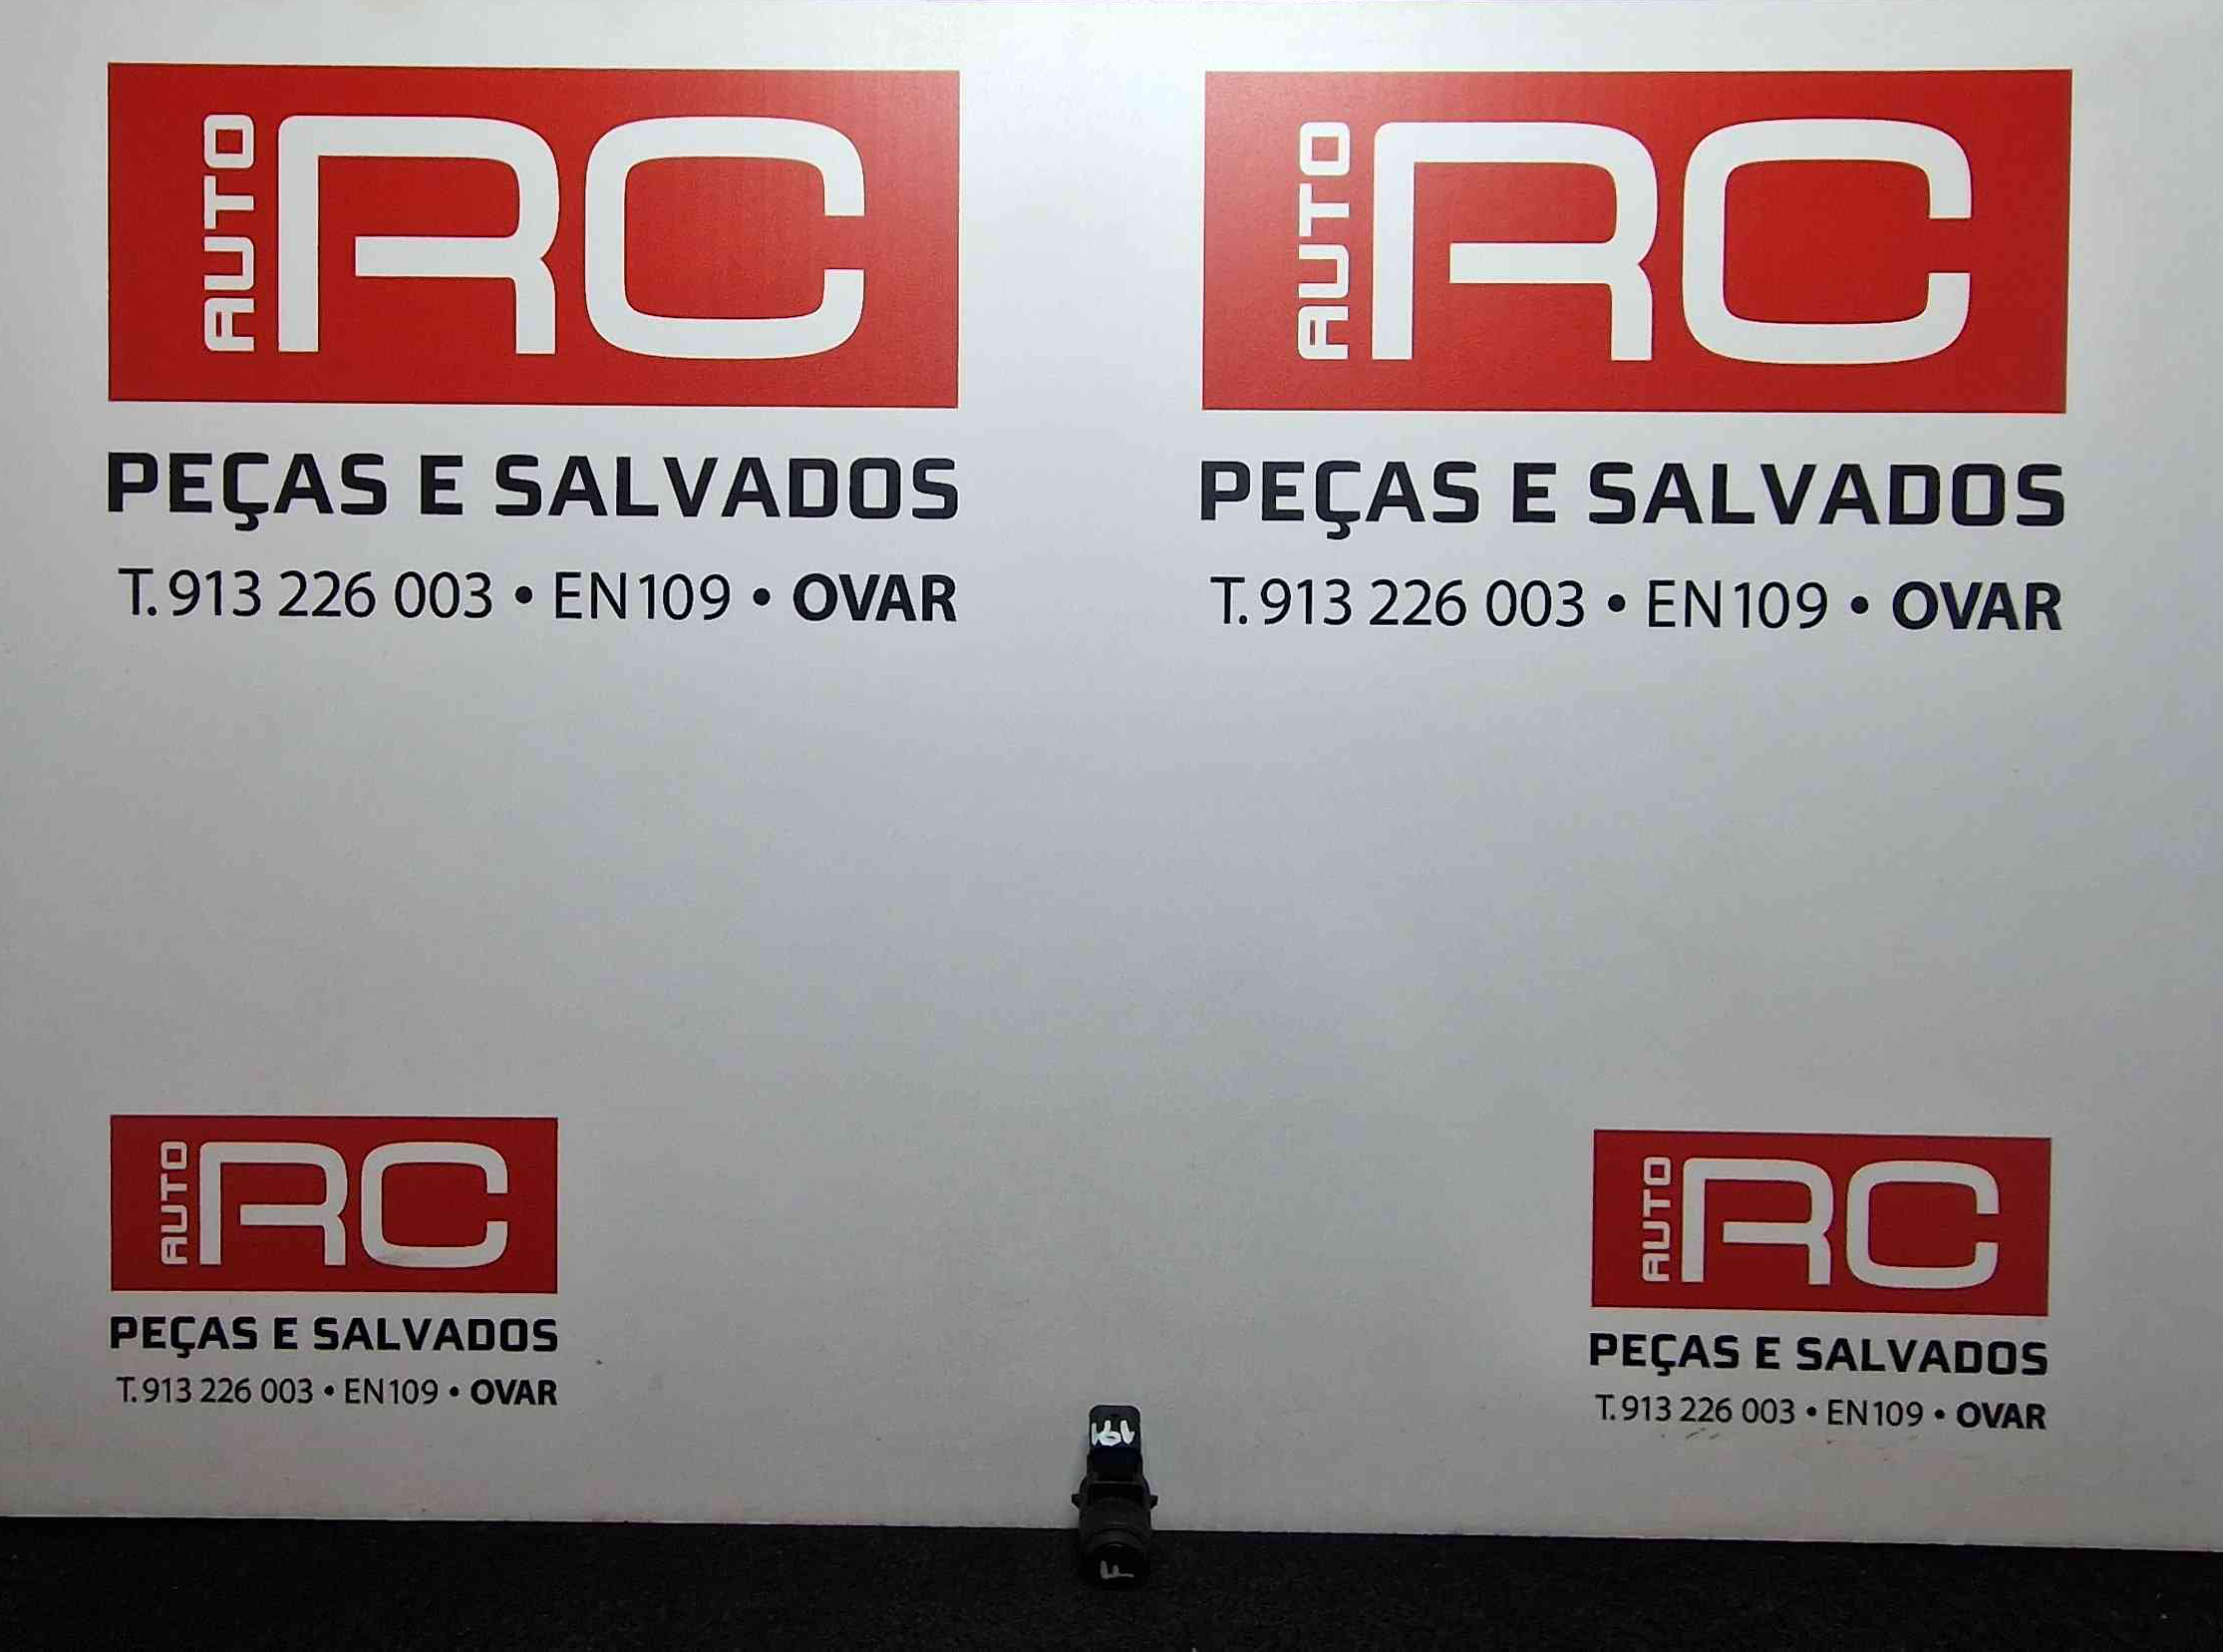 AUTO RC
PEÇAS E SALVADOS
T. 913 226 003 • EN109 • OVAR
AUTO RC
PEÇAS E SALVADOS
T. 913 226 003 • EN109 • OVAR
AUTO RC
PEÇAS E SALVADOS
T. 913 226 003 • EN109 • OVAR
AUTO RC
PEÇAS E SALVADOS
T. 913 226 003 • EN109 • OVAR
F